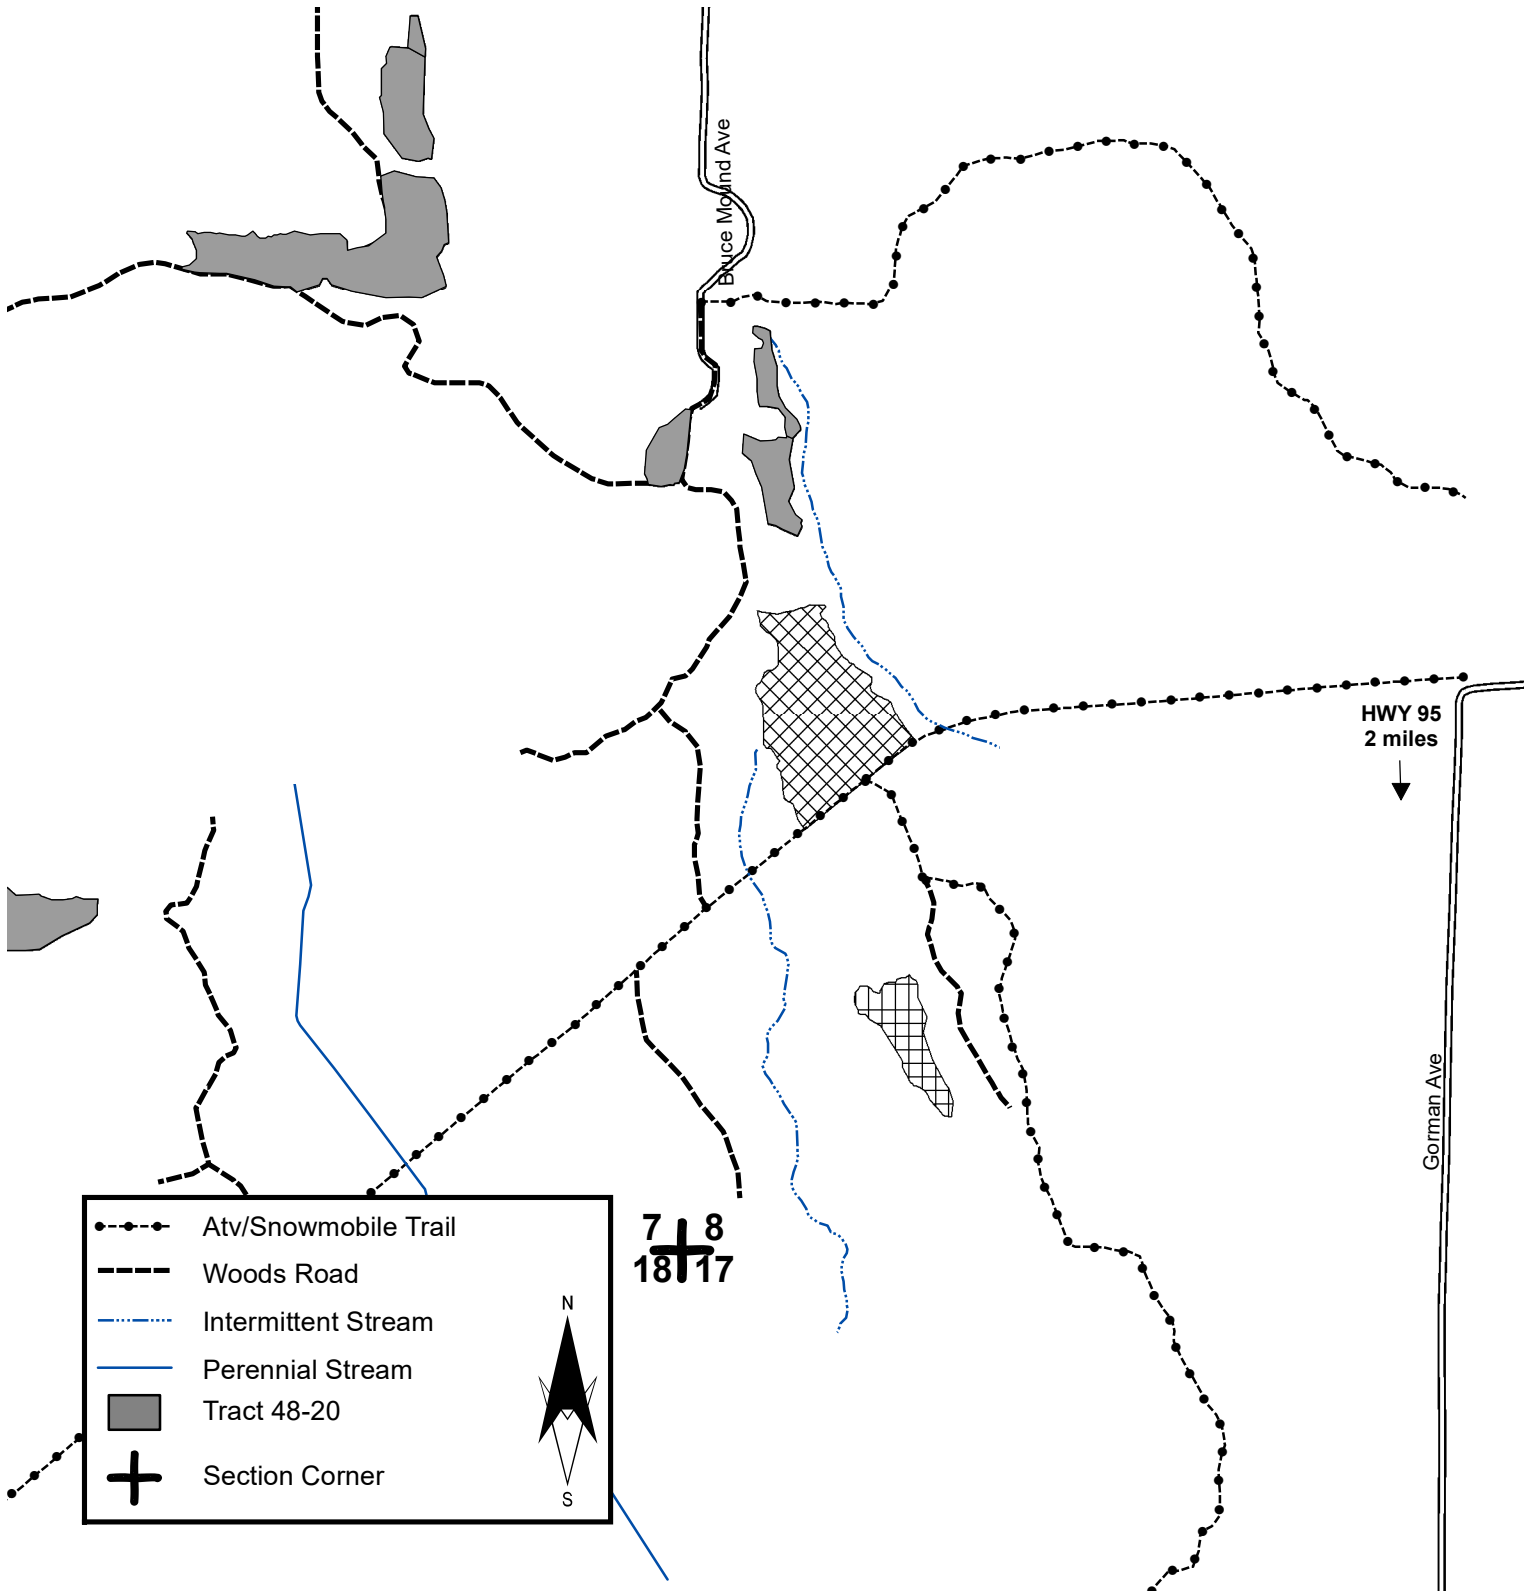 Bruce Mound Ave
HWY 95
2 miles
Gorman Ave
7 8
18 17
Atv/Snowmobile Trail
Woods Road
Intermittent Stream
Perennial Stream
Tract 48-20
Section Corner
N
S